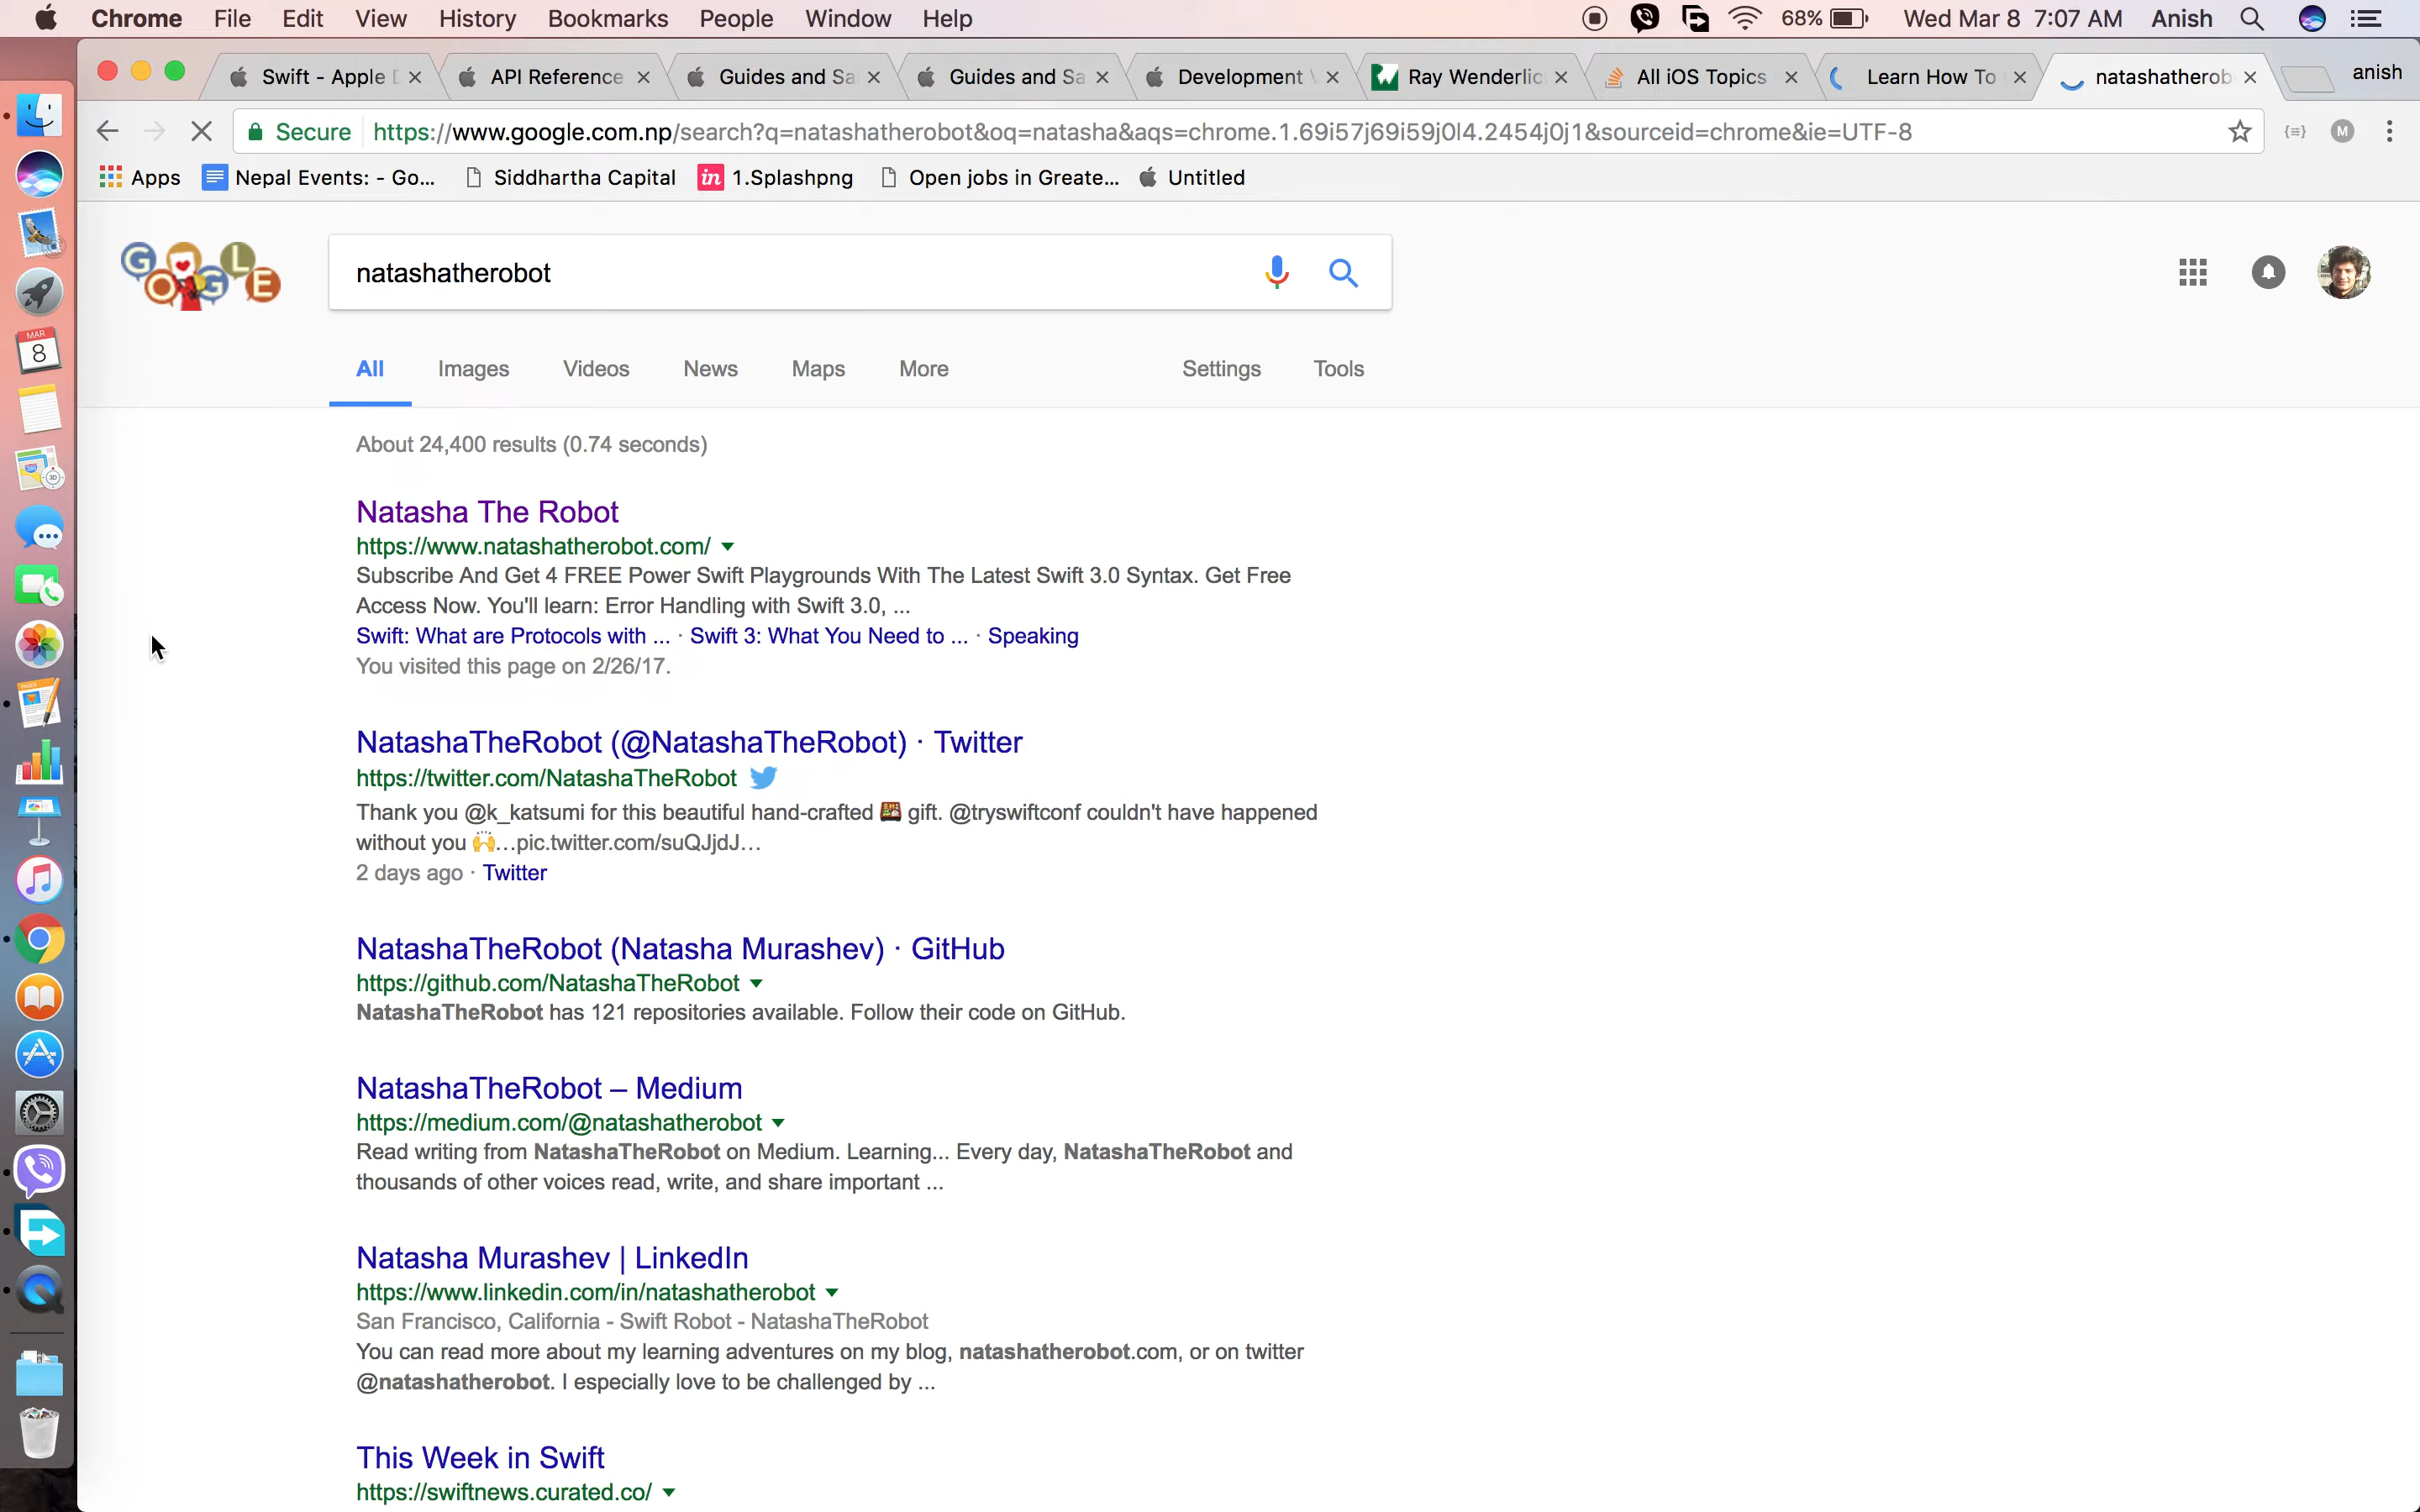 Chrome File Edit View History Bookmarks People Window Help 68% Wed Mar 8 7:07 AM Anish
Swift - Apple API Reference Guides and Sa Guides and Sa Development Ray Wenderlic All iOS Topics Learn How To natashatherob anish
Secure https://www.google.com.np/search?q=natashatherobot&oq=natasha&aqs=chrome.1.69i57j69i59j0l4.2454j0j1&sourceid=chrome&ie=UTF-8
Apps Nepal Events: - Go... Siddhartha Capital in 1.Splashpng Open jobs in Greate... Untitled
GOOGLE natashatherobot
All Images Videos News Maps More Settings Tools
About 24,400 results (0.74 seconds)
Natasha The Robot
https://www.natashatherobot.com/
Subscribe And Get 4 FREE Power Swift Playgrounds With The Latest Swift 3.0 Syntax. Get Free
Access Now. You'll learn: Error Handling with Swift 3.0, ...
Swift: What are Protocols with ... · Swift 3: What You Need to ... · Speaking
You visited this page on 2/26/17.
NatashaTheRobot (@NatashaTheRobot) · Twitter
https://twitter.com/NatashaTheRobot
Thank you @k_katsumi for this beautiful hand-crafted 🍱 gift. @tryswiftconf couldn't have happened
without you 🙌...pic.twitter.com/suQJjdJ...
2 days ago · Twitter
NatashaTheRobot (Natasha Murashev) · GitHub
https://github.com/NatashaTheRobot
NatashaTheRobot has 121 repositories available. Follow their code on GitHub.
NatashaTheRobot – Medium
https://medium.com/@natashatherobot
Read writing from NatashaTheRobot on Medium. Learning... Every day, NatashaTheRobot and
thousands of other voices read, write, and share important ...
Natasha Murashev | LinkedIn
https://www.linkedin.com/in/natashatherobot
San Francisco, California - Swift Robot - NatashaTheRobot
You can read more about my learning adventures on my blog, natashatherobot.com, or on twitter
@natashatherobot. I especially love to be challenged by ...
This Week in Swift
https://swiftnews.curated.co/
MAR
8
3D
M